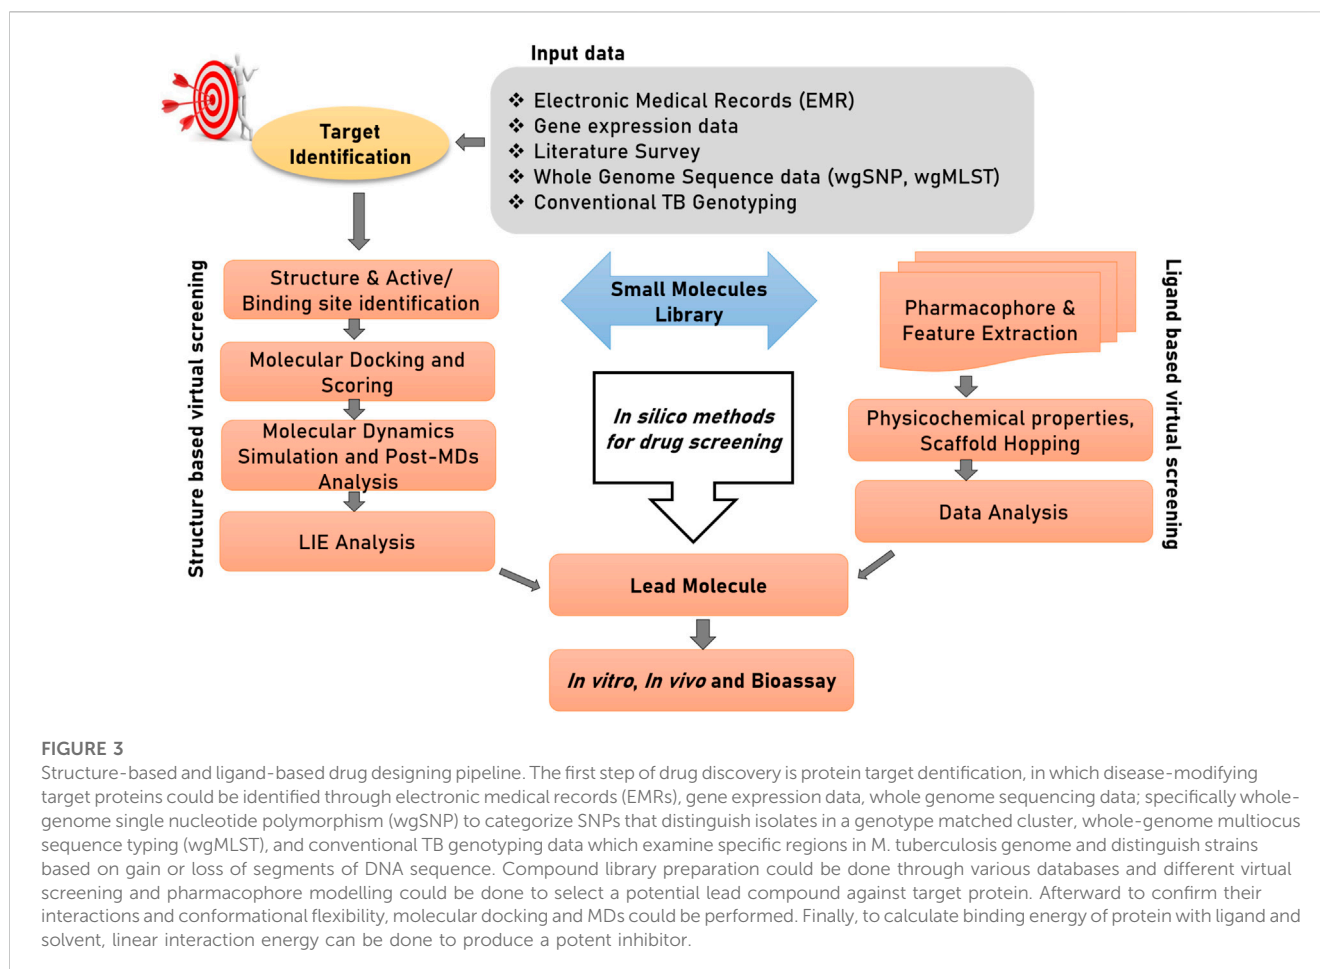 Input data
❖ Electronic Medical Records (EMR)
❖ Gene expression data
❖ Literature Survey
❖ Whole Genome Sequence data (wgSNP, wgMLST)
❖ Conventional TB Genotyping
Target
Identification
Structure based virtual screening
Structure & Active/
Binding site identification
Molecular Docking and
Scoring
Molecular Dynamics
Simulation and Post-MDs
Analysis
LIE Analysis
Small Molecules
Library
In silico methods
for drug screening
Pharmacophore &
Feature Extraction
Physicochemical properties,
Scaffold Hopping
Data Analysis
Ligand based virtual screening
Lead Molecule
In vitro, In vivo and Bioassay
FIGURE 3
Structure-based and ligand-based drug designing pipeline. The first step of drug discovery is protein target dentification, in which disease-modifying
target proteins could be identified through electronic medical records (EMRs), gene expression data, whole genome sequencing data; specifically whole-
genome single nucleotide polymorphism (wgSNP) to categorize SNPs that distinguish isolates in a genotype matched cluster, whole-genome multiocus
sequence typing (wgMLST), and conventional TB genotyping data which examine specific regions in M. tuberculosis genome and distinguish strains
based on gain or loss of segments of DNA sequence. Compound library preparation could be done through various databases and different virtual
screening and pharmacophore modelling could be done to select a potential lead compound against target protein. Afterward to confirm their
interactions and conformational flexibility, molecular docking and MDs could be performed. Finally, to calculate binding energy of protein with ligand and
solvent, linear interaction energy can be done to produce a potent inhibitor.